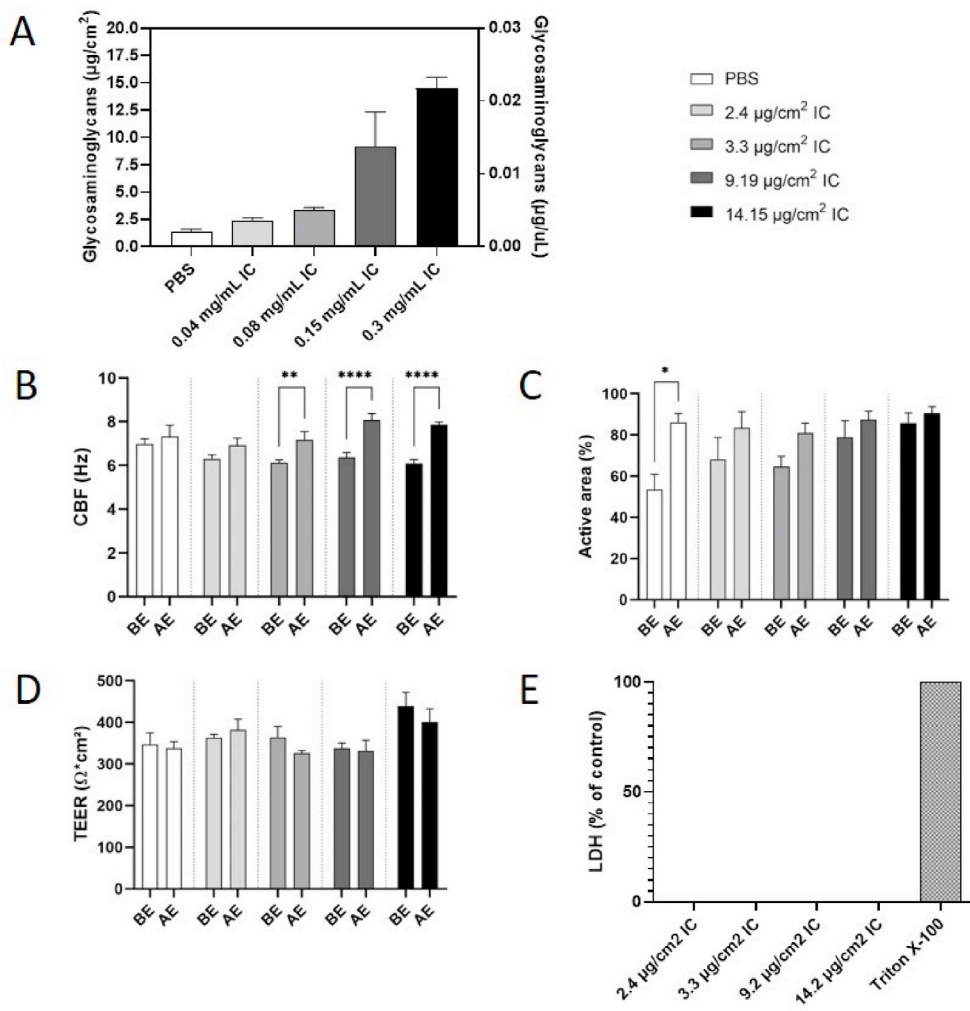 A
Glycosaminoglycans (µg/cm²)
20.0
17.5
15.0
12.5
10.0
7.5
5.0
2.5
0.0
0.03
0.02
0.01
0.00
Glycosaminoglycans (µg/uL)
PBS
0.04 mg/mL IC
0.08 mg/mL IC
0.15 mg/mL IC
0.3 mg/mL IC
PBS
2.4 µg/cm² IC
3.3 µg/cm² IC
9.19 µg/cm² IC
14.15 µg/cm² IC
B
CBF (Hz)
10
8
6
4
2
0
** **** ****
BE AE BE AE BE AE BE AE BE AE
C
Active area (%)
100
80
60
40
20
0
*
BE AE BE AE BE AE BE AE BE AE
D
TEER (Ω*cm²)
500
400
300
200
100
0
BE AE BE AE BE AE BE AE BE AE
E
LDH (% of control)
100
50
0
2.4 µg/cm2 IC
3.3 µg/cm2 IC
9.2 µg/cm2 IC
14.2 µg/cm2 IC
Triton X-100